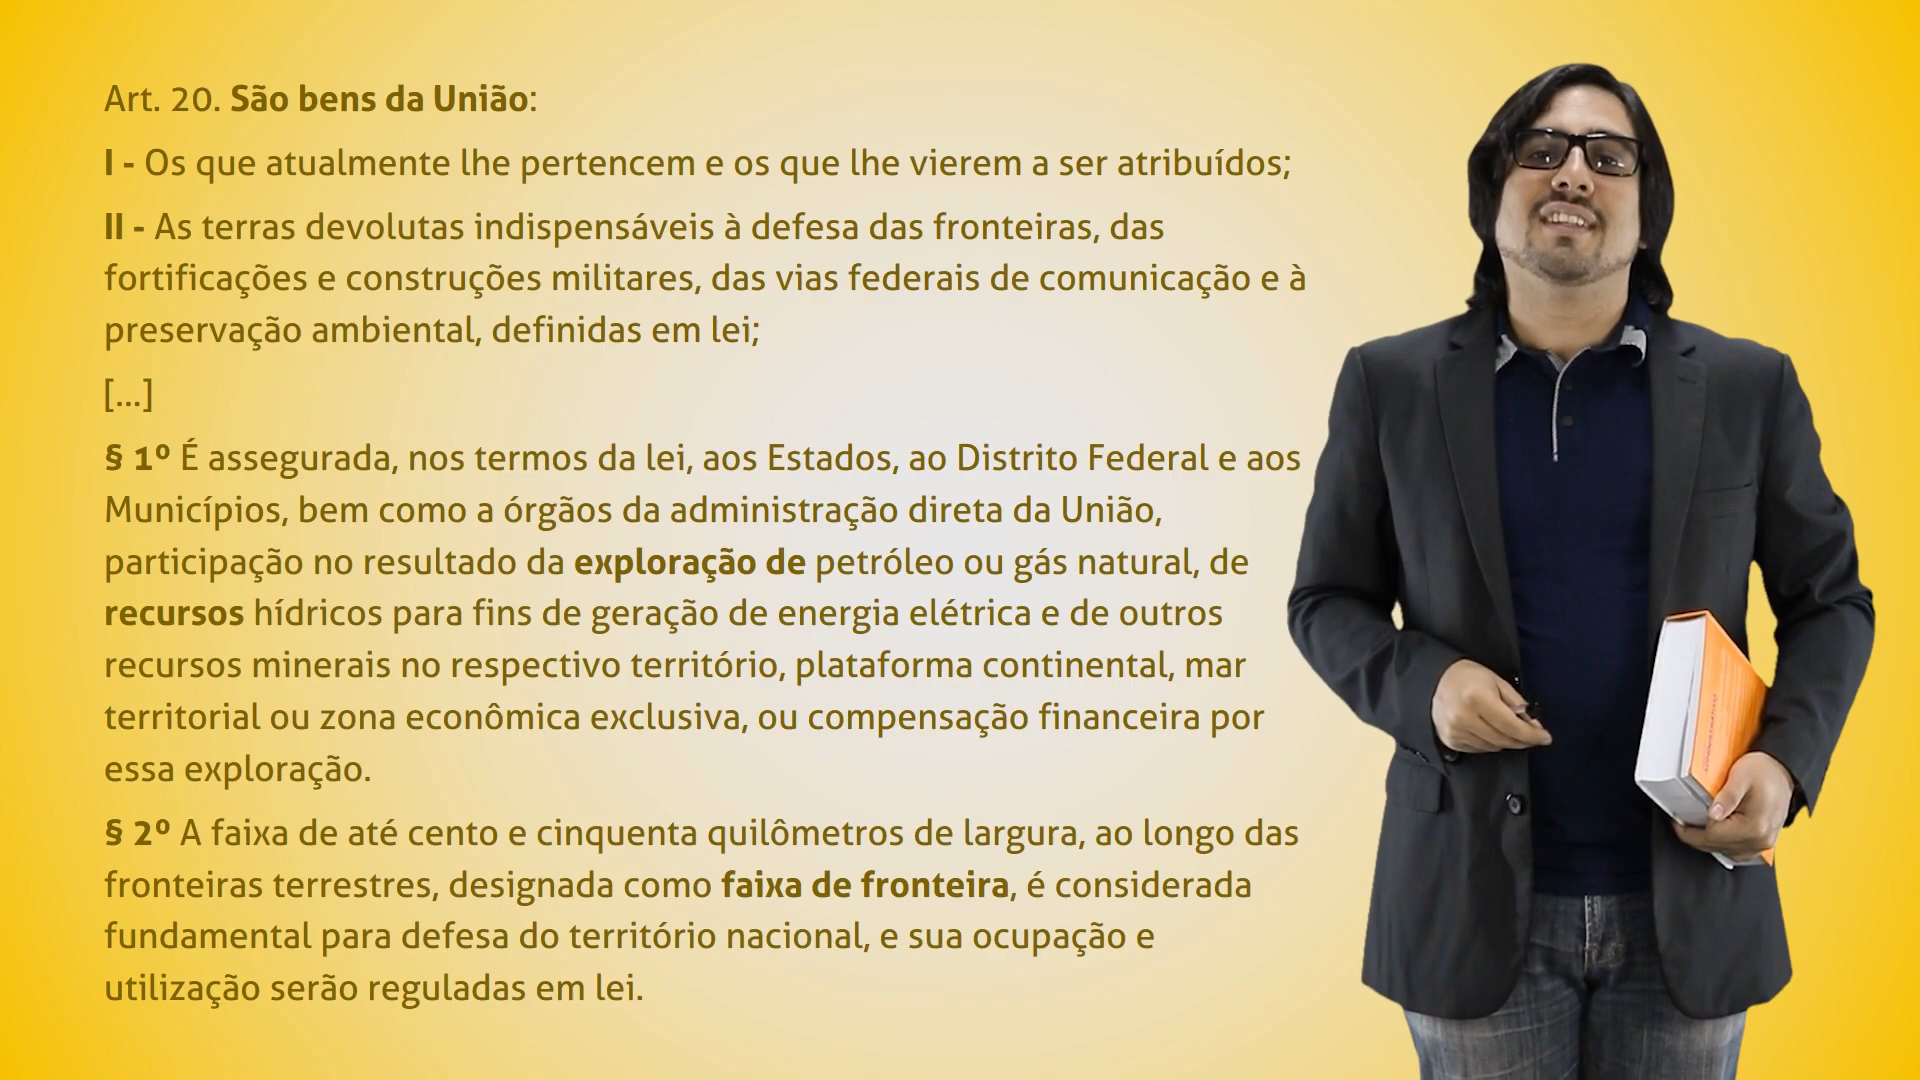 Art. 20. São bens da União:
I - Os que atualmente lhe pertencem e os que lhe vierem a ser atribuídos;
II - As terras devolutas indispensáveis à defesa das fronteiras, das
fortificações e construções militares, das vias federais de comunicação e à
preservação ambiental, definidas em lei;
[...]
§ 1º É assegurada, nos termos da lei, aos Estados, ao Distrito Federal e aos
Municípios, bem como a órgãos da administração direta da União,
participação no resultado da exploração de petróleo ou gás natural, de
recursos hídricos para fins de geração de energia elétrica e de outros
recursos minerais no respectivo território, plataforma continental, mar
territorial ou zona econômica exclusiva, ou compensação financeira por
essa exploração.
§ 2º A faixa de até cento e cinquenta quilômetros de largura, ao longo das
fronteiras terrestres, designada como faixa de fronteira, é considerada
fundamental para defesa do território nacional, e sua ocupação e
utilização serão reguladas em lei.